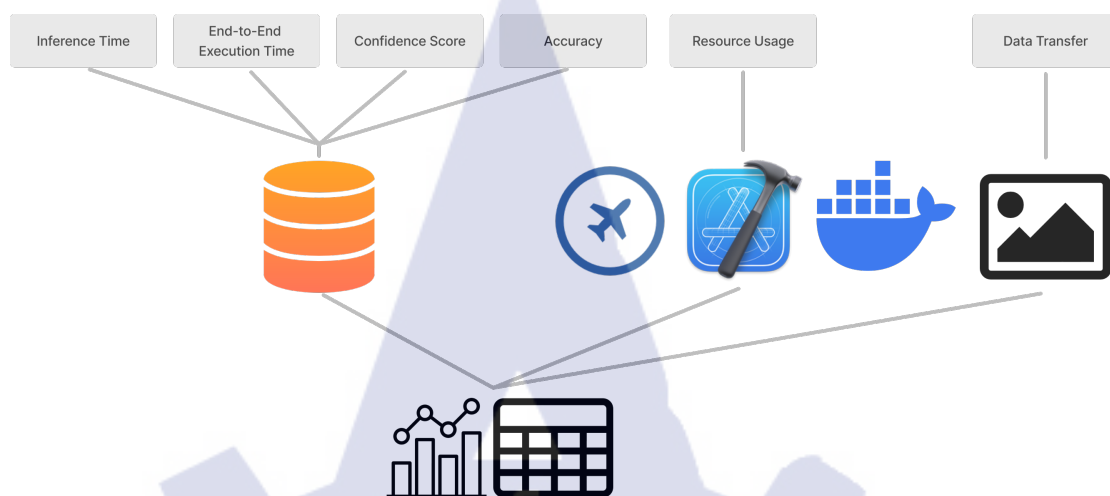 Inference Time
End-to-End
Execution Time
Confidence Score
Accuracy
Resource Usage
Data Transfer